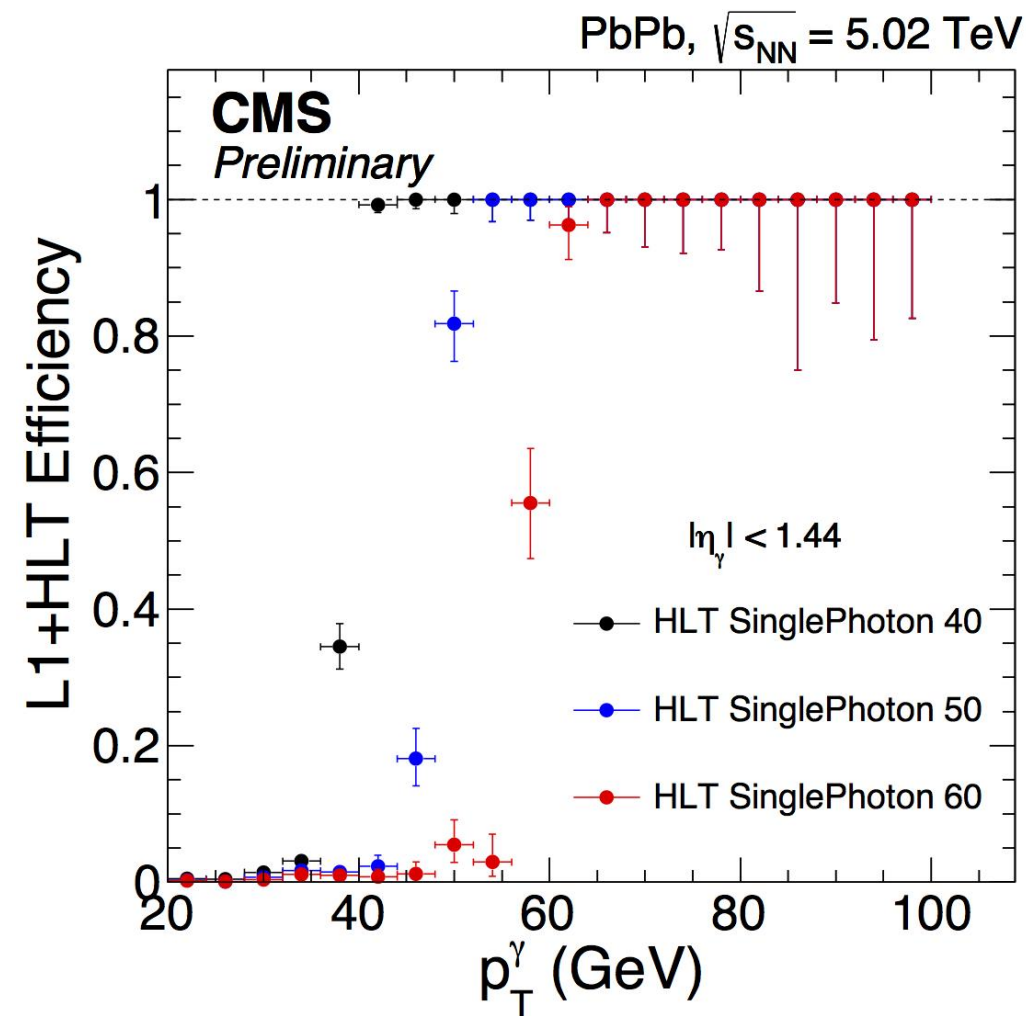 PbPb, √s_NN = 5.02 TeV
CMS
Preliminary
1
0.8
0.6
0.4
0.2
0
L1+HLT Efficiency
|η_γ| < 1.44
HLT SinglePhoton 40
HLT SinglePhoton 50
HLT SinglePhoton 60
20 40 60 80 100
p_T^γ (GeV)